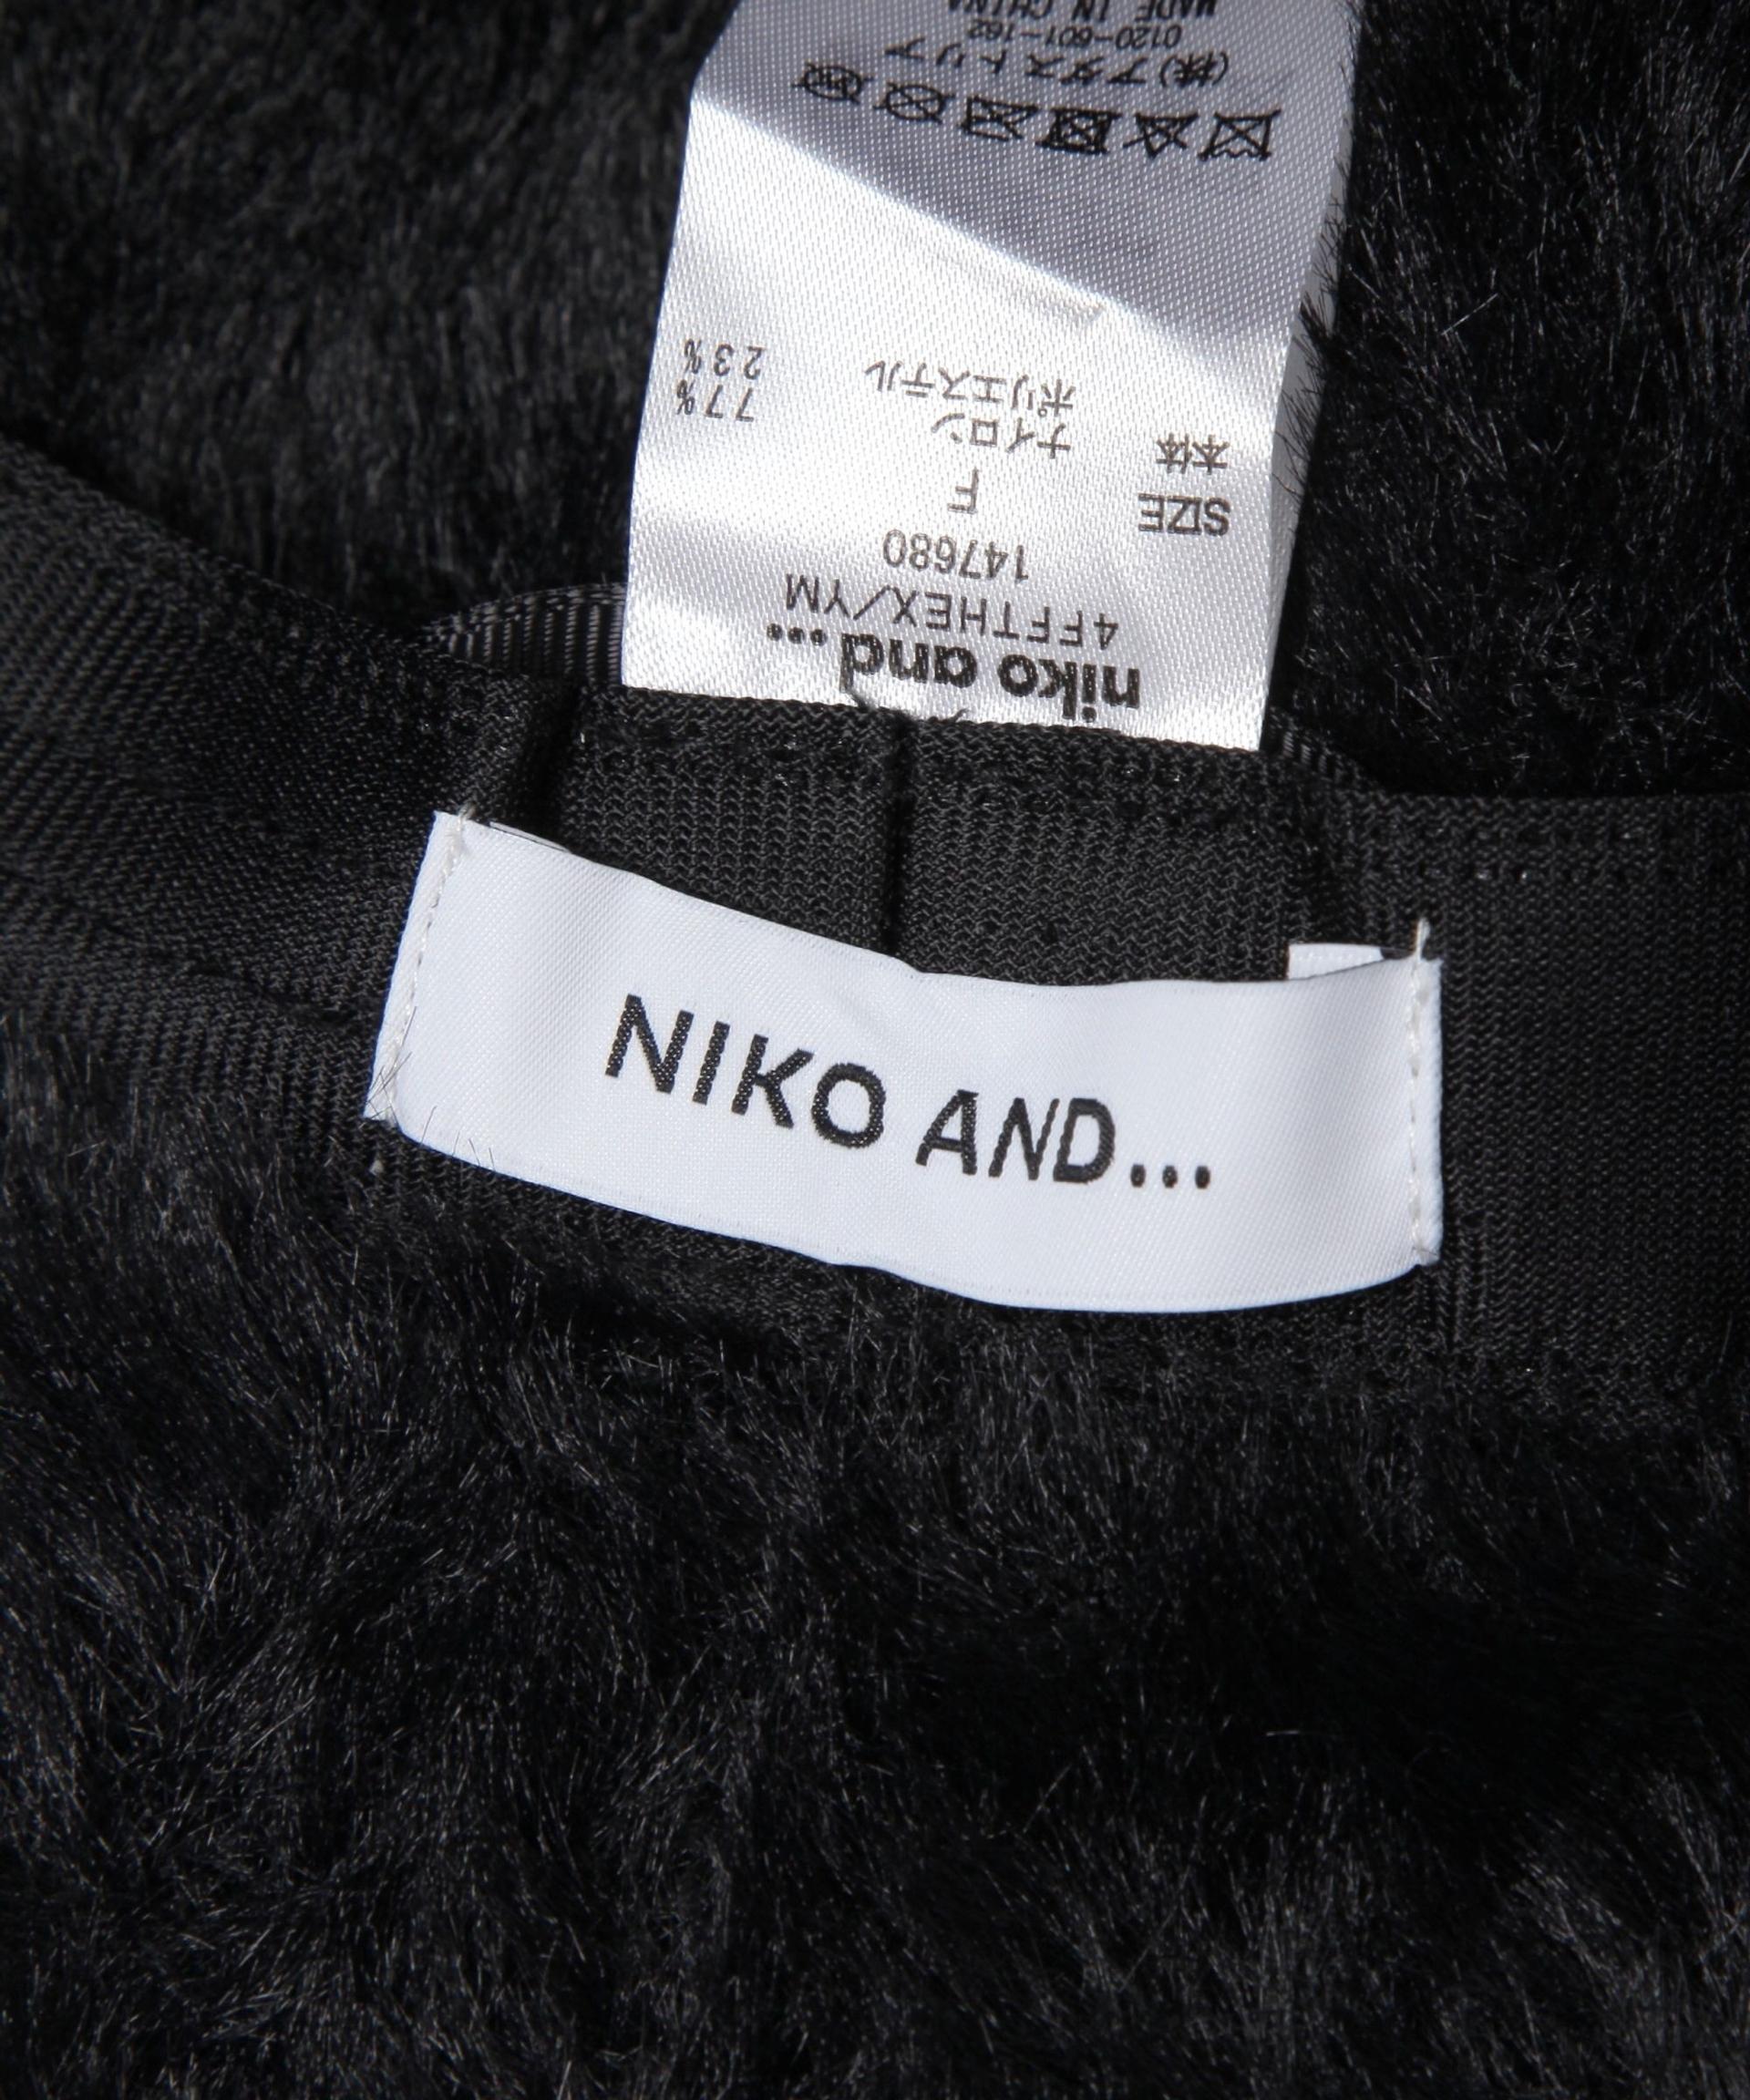 niko and...
4FFTHEX/YM
147680
SIZE F
本体 ナイロン 77%
ポリエステル 23%
(株)アダストリア
0120-601-162
MADE IN CHINA
NIKO AND...